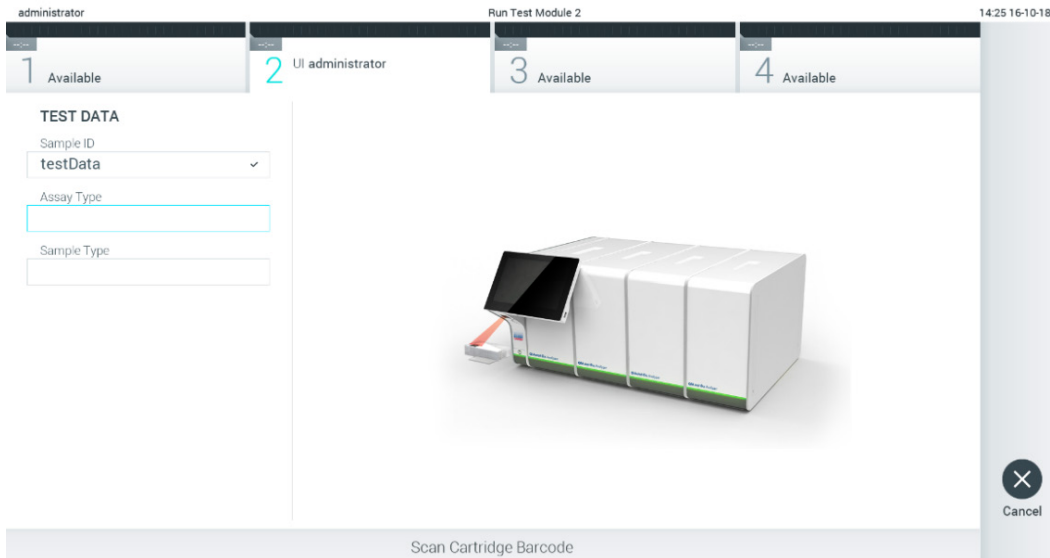 administrator
Run Test Module 2
14:25 16-10-18
--:--
1 Available
--:--
2 UI administrator
--:--
3 Available
--:--
4 Available
TEST DATA
Sample ID
testData
Assay Type
Sample Type
Cancel
Scan Cartridge Barcode